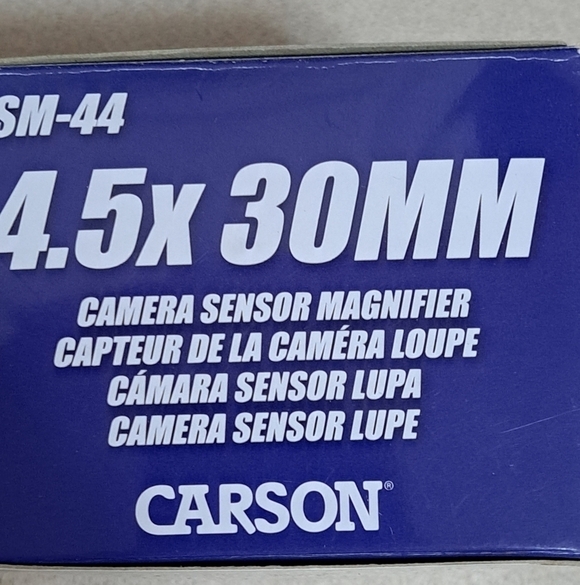 SM-44
4.5x 30MM
CAMERA SENSOR MAGNIFIER
CAPTEUR DE LA CAMÉRA LOUPE
CÁMARA SENSOR LUPA
CAMERA SENSOR LUPE
CARSON®